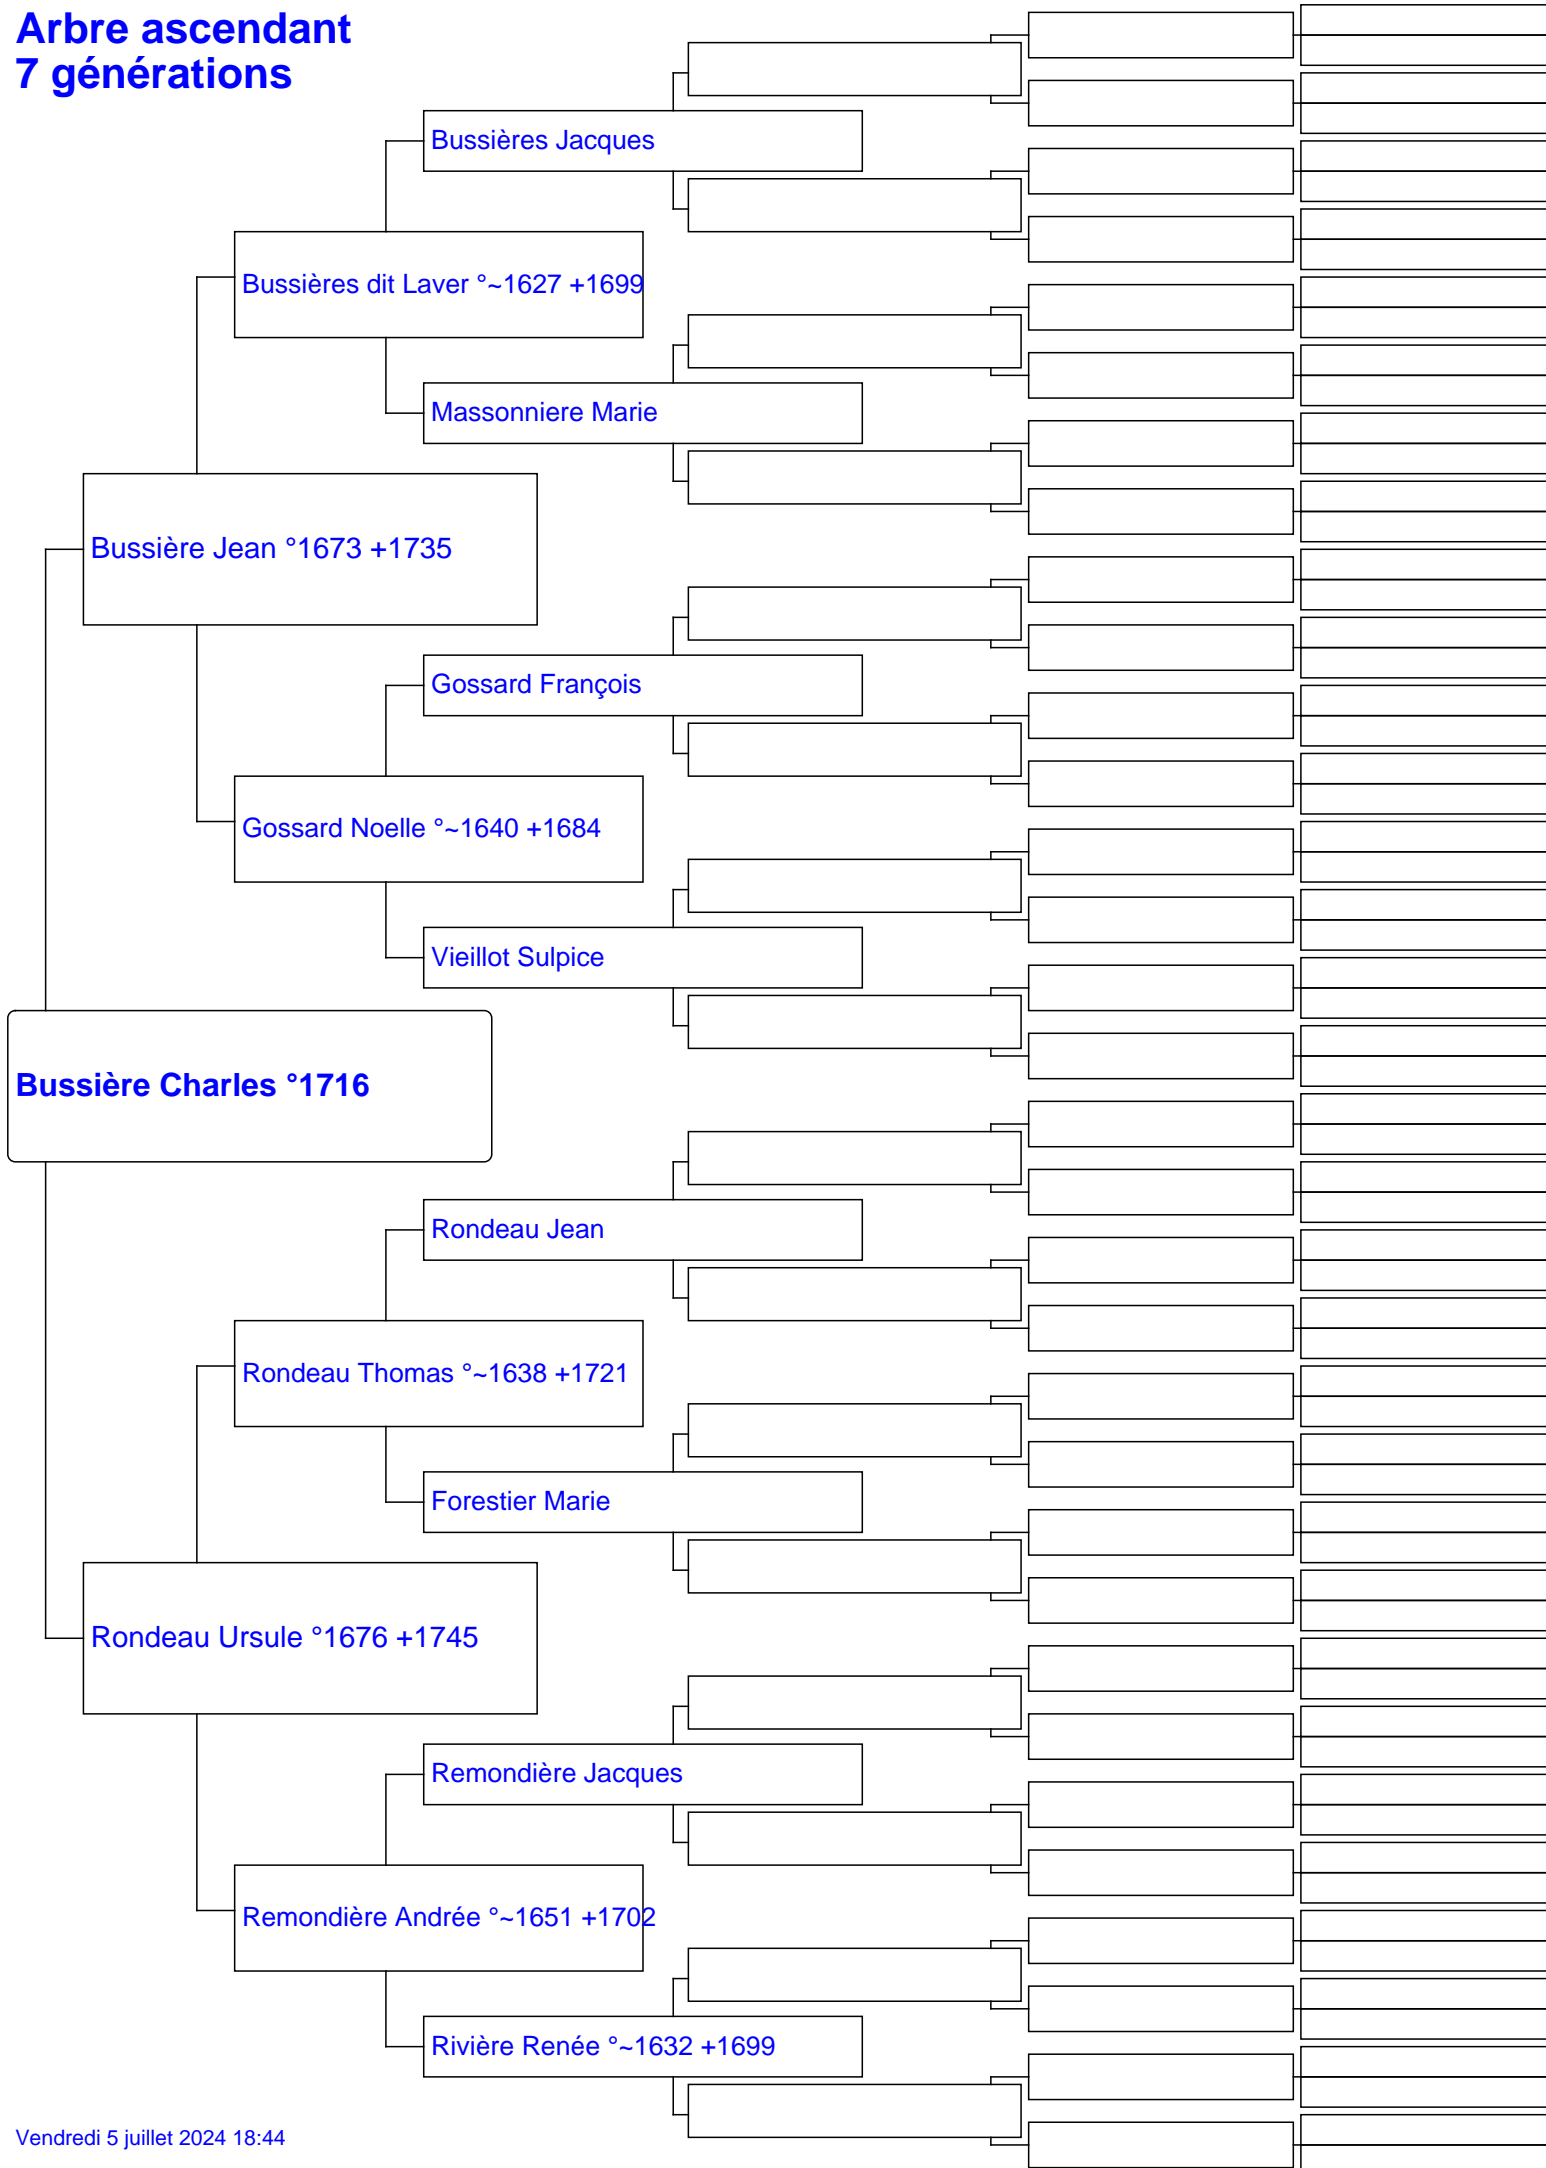 Arbre ascendant
7 générations
Bussières Jacques
Bussières dit Laver °~1627 +1699
Massonniere Marie
Bussière Jean °1673 +1735
Gossard François
Gossard Noelle °~1640 +1684
Vieillot Sulpice
Bussière Charles °1716
Rondeau Jean
Rondeau Thomas °~1638 +1721
Forestier Marie
Rondeau Ursule °1676 +1745
Remondière Jacques
Remondière Andrée °~1651 +1702
Rivière Renée °~1632 +1699
Vendredi 5 juillet 2024 18:44